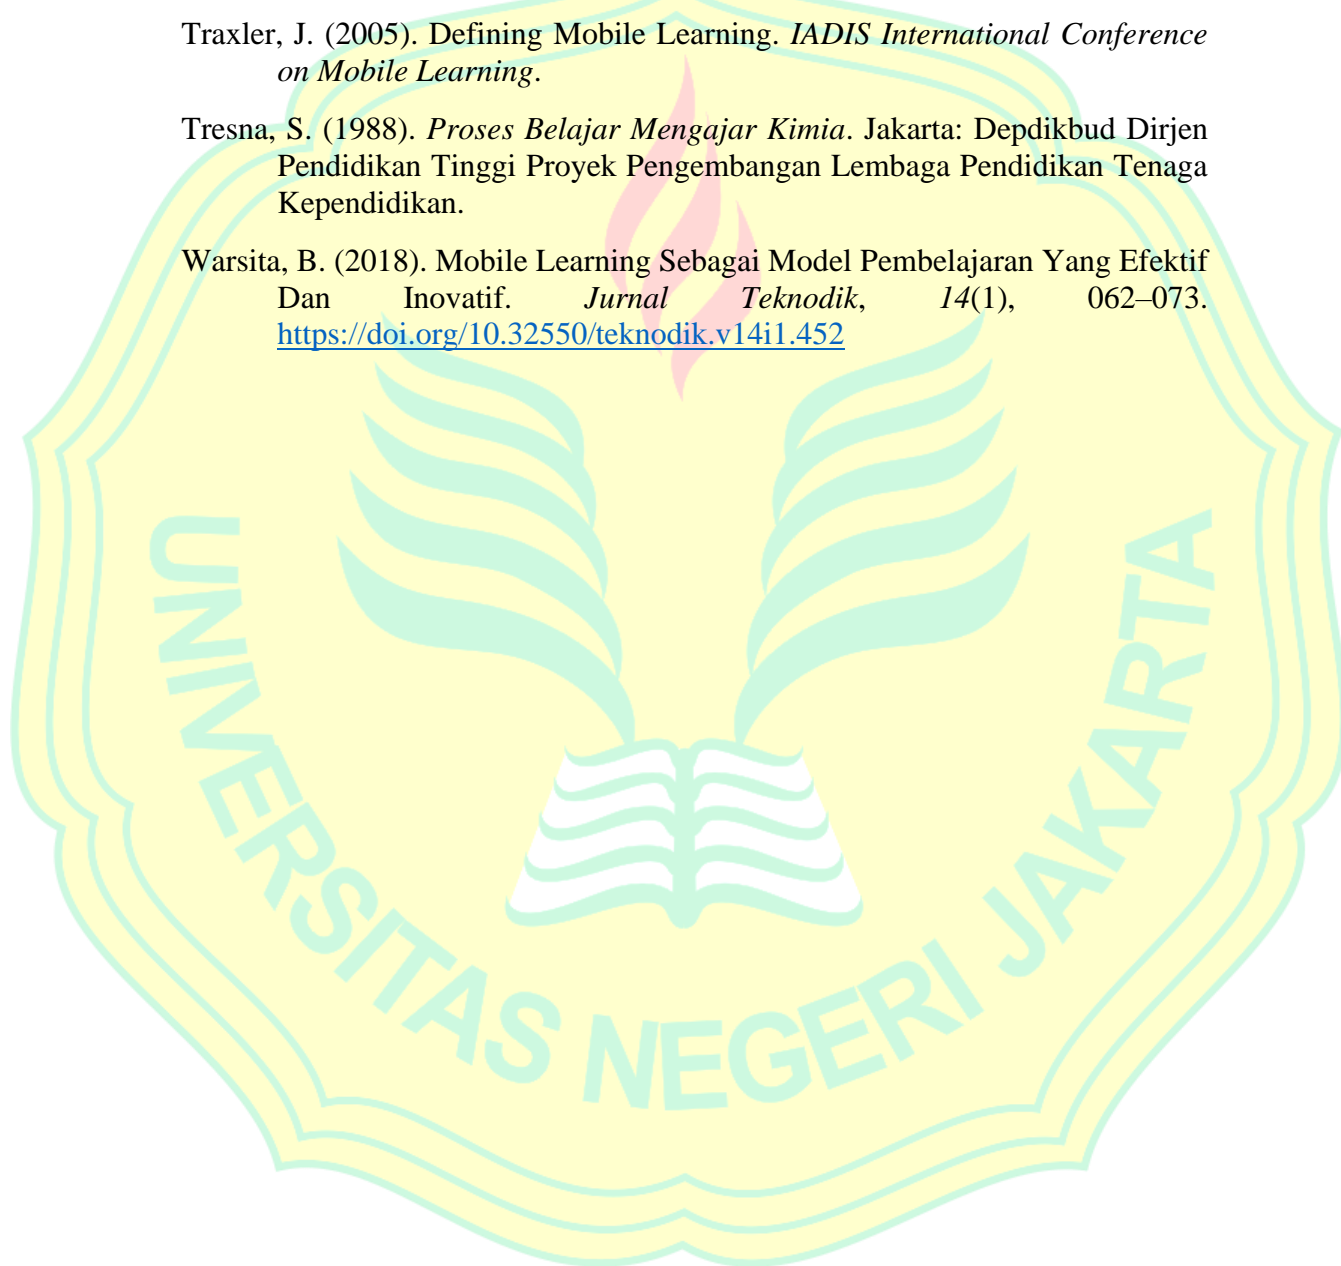 Traxler, J. (2005). Defining Mobile Learning. IADIS International Conference
on Mobile Learning.
Tresna, S. (1988). Proses Belajar Mengajar Kimia. Jakarta: Depdikbud Dirjen
Pendidikan Tinggi Proyek Pengembangan Lembaga Pendidikan Tenaga
Kependidikan.
Warsita, B. (2018). Mobile Learning Sebagai Model Pembelajaran Yang Efektif
Dan Inovatif. Jurnal Teknodik, 14(1), 062–073.
https://doi.org/10.32550/teknodik.v14i1.452
UNIVERSITAS NEGERI JAKARTA